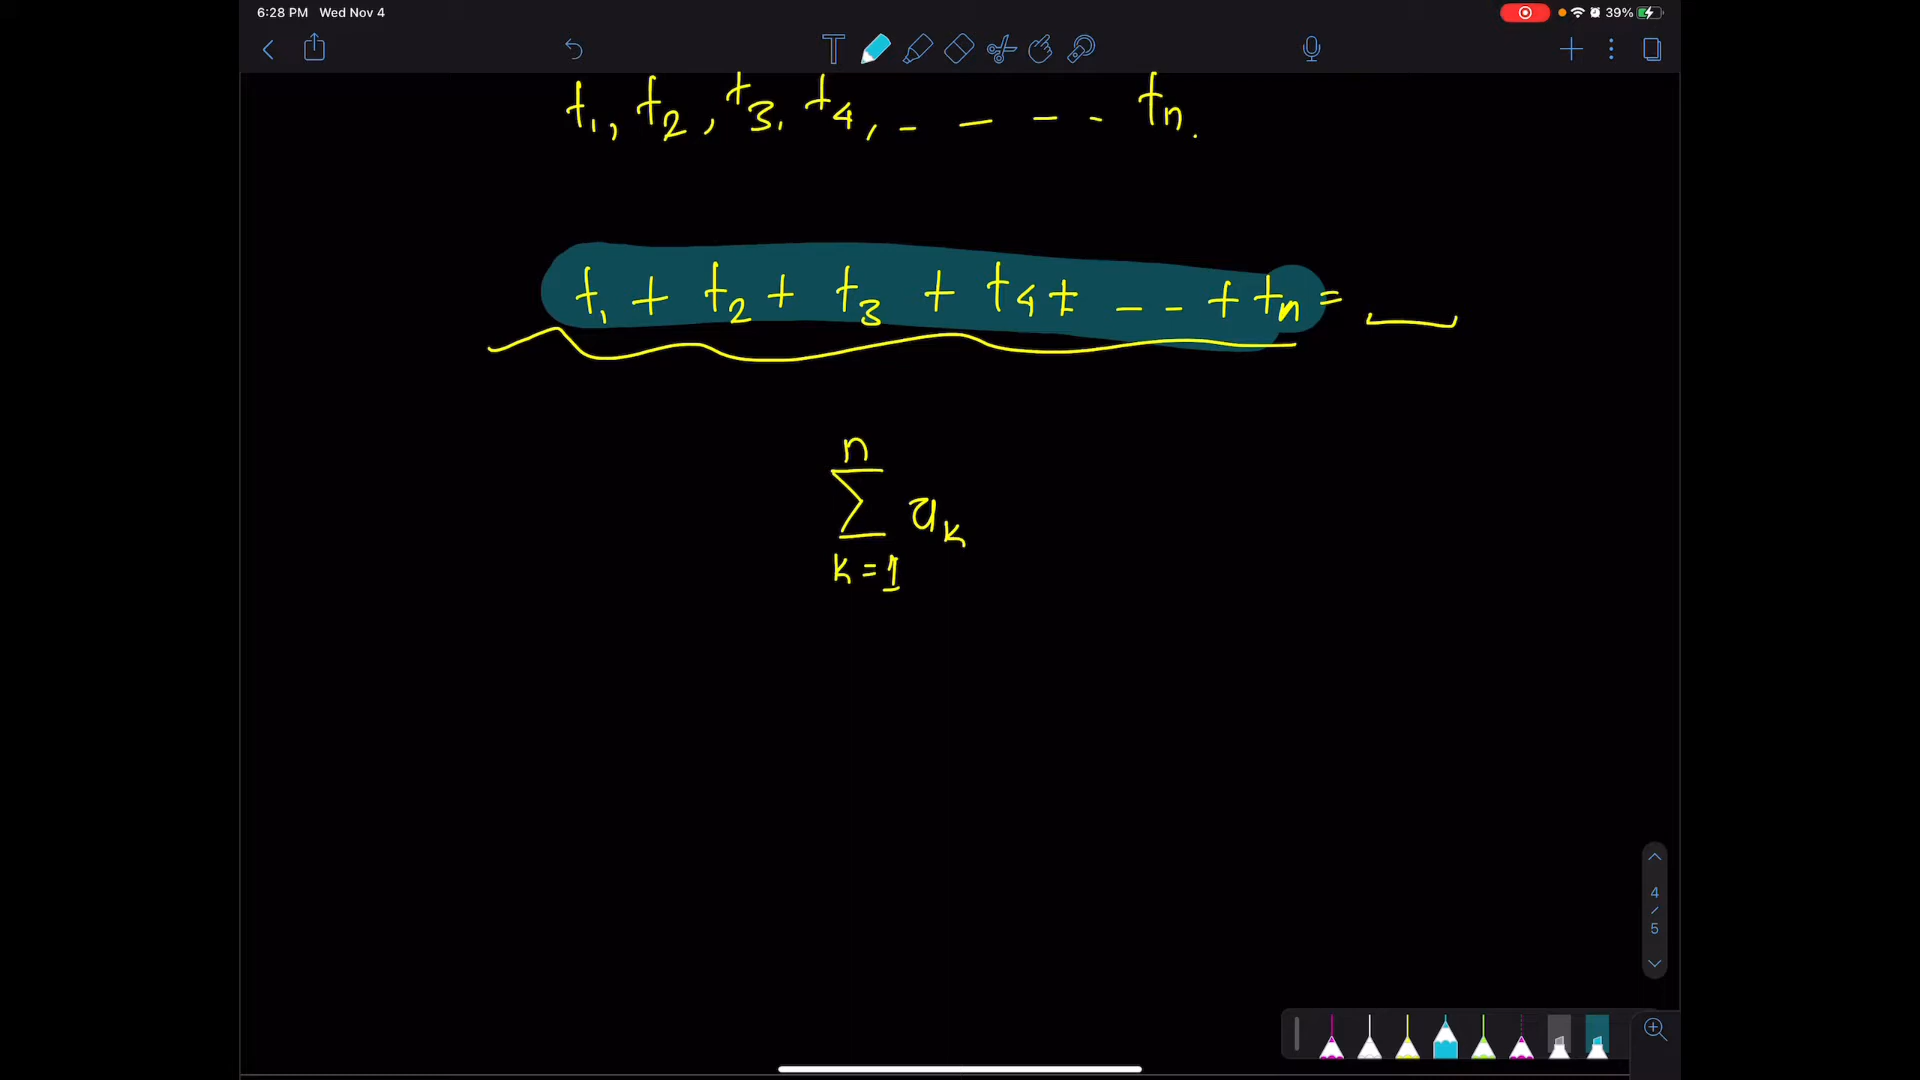 6:28 PM Wed Nov 4
39%
t₁, t₂, t₃, t₄, _ _ _ . tₙ.
t₁ + t₂ + t₃ + t₄ + _ _ + tₙ = __
n
∑ aₖ
k = 1
4
/
5